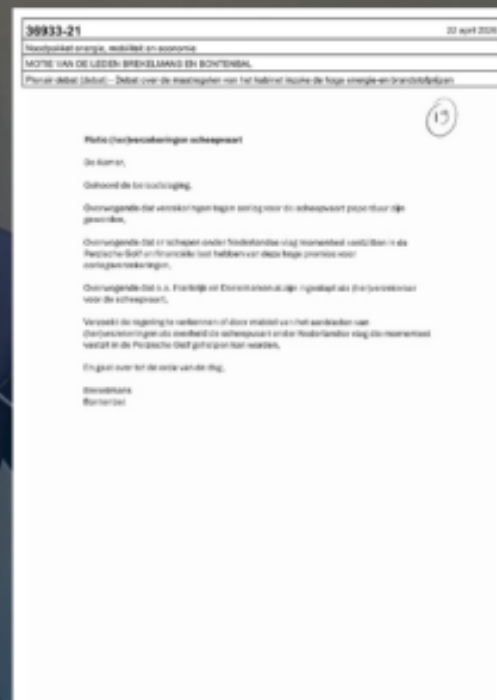 36933-21
22 april 2026
Noodpakket energie, mobiliteit en economie
MOTIE VAN DE LEDEN BREKELMANS EN BONTENBAL
Plenair debat (debat) - Debat over de maatregelen van het kabinet inzake de hoge energie-en brandstofprijzen
Motie (her)verzekeringen scheepvaart
De Kamer,
Gehoord de beraadslaging,
Overwegende dat verzekeringen tegen oorlog voor de scheepvaart peperduur zijn
geworden,
Overwegende dat er schepen onder Nederlandse vlag momenteel vastzitten in de
Perzische Golf en financiële last hebben van deze hoge premies voor
oorlogsverzekeringen,
Overwegende dat o.a. Frankrijk en Denemarken al zijn ingestapt als (her)verzekeraar
voor de scheepvaart,
Verzoekt de regering te verkennen of door middel van het aanbieden van
(her)verzekeringen als overheid de scheepvaart onder Nederlandse vlag die momenteel
vastzit in de Perzische Golf geholpen kan worden,
En gaat over tot de orde van de dag,
Brekelmans
Bontenbal